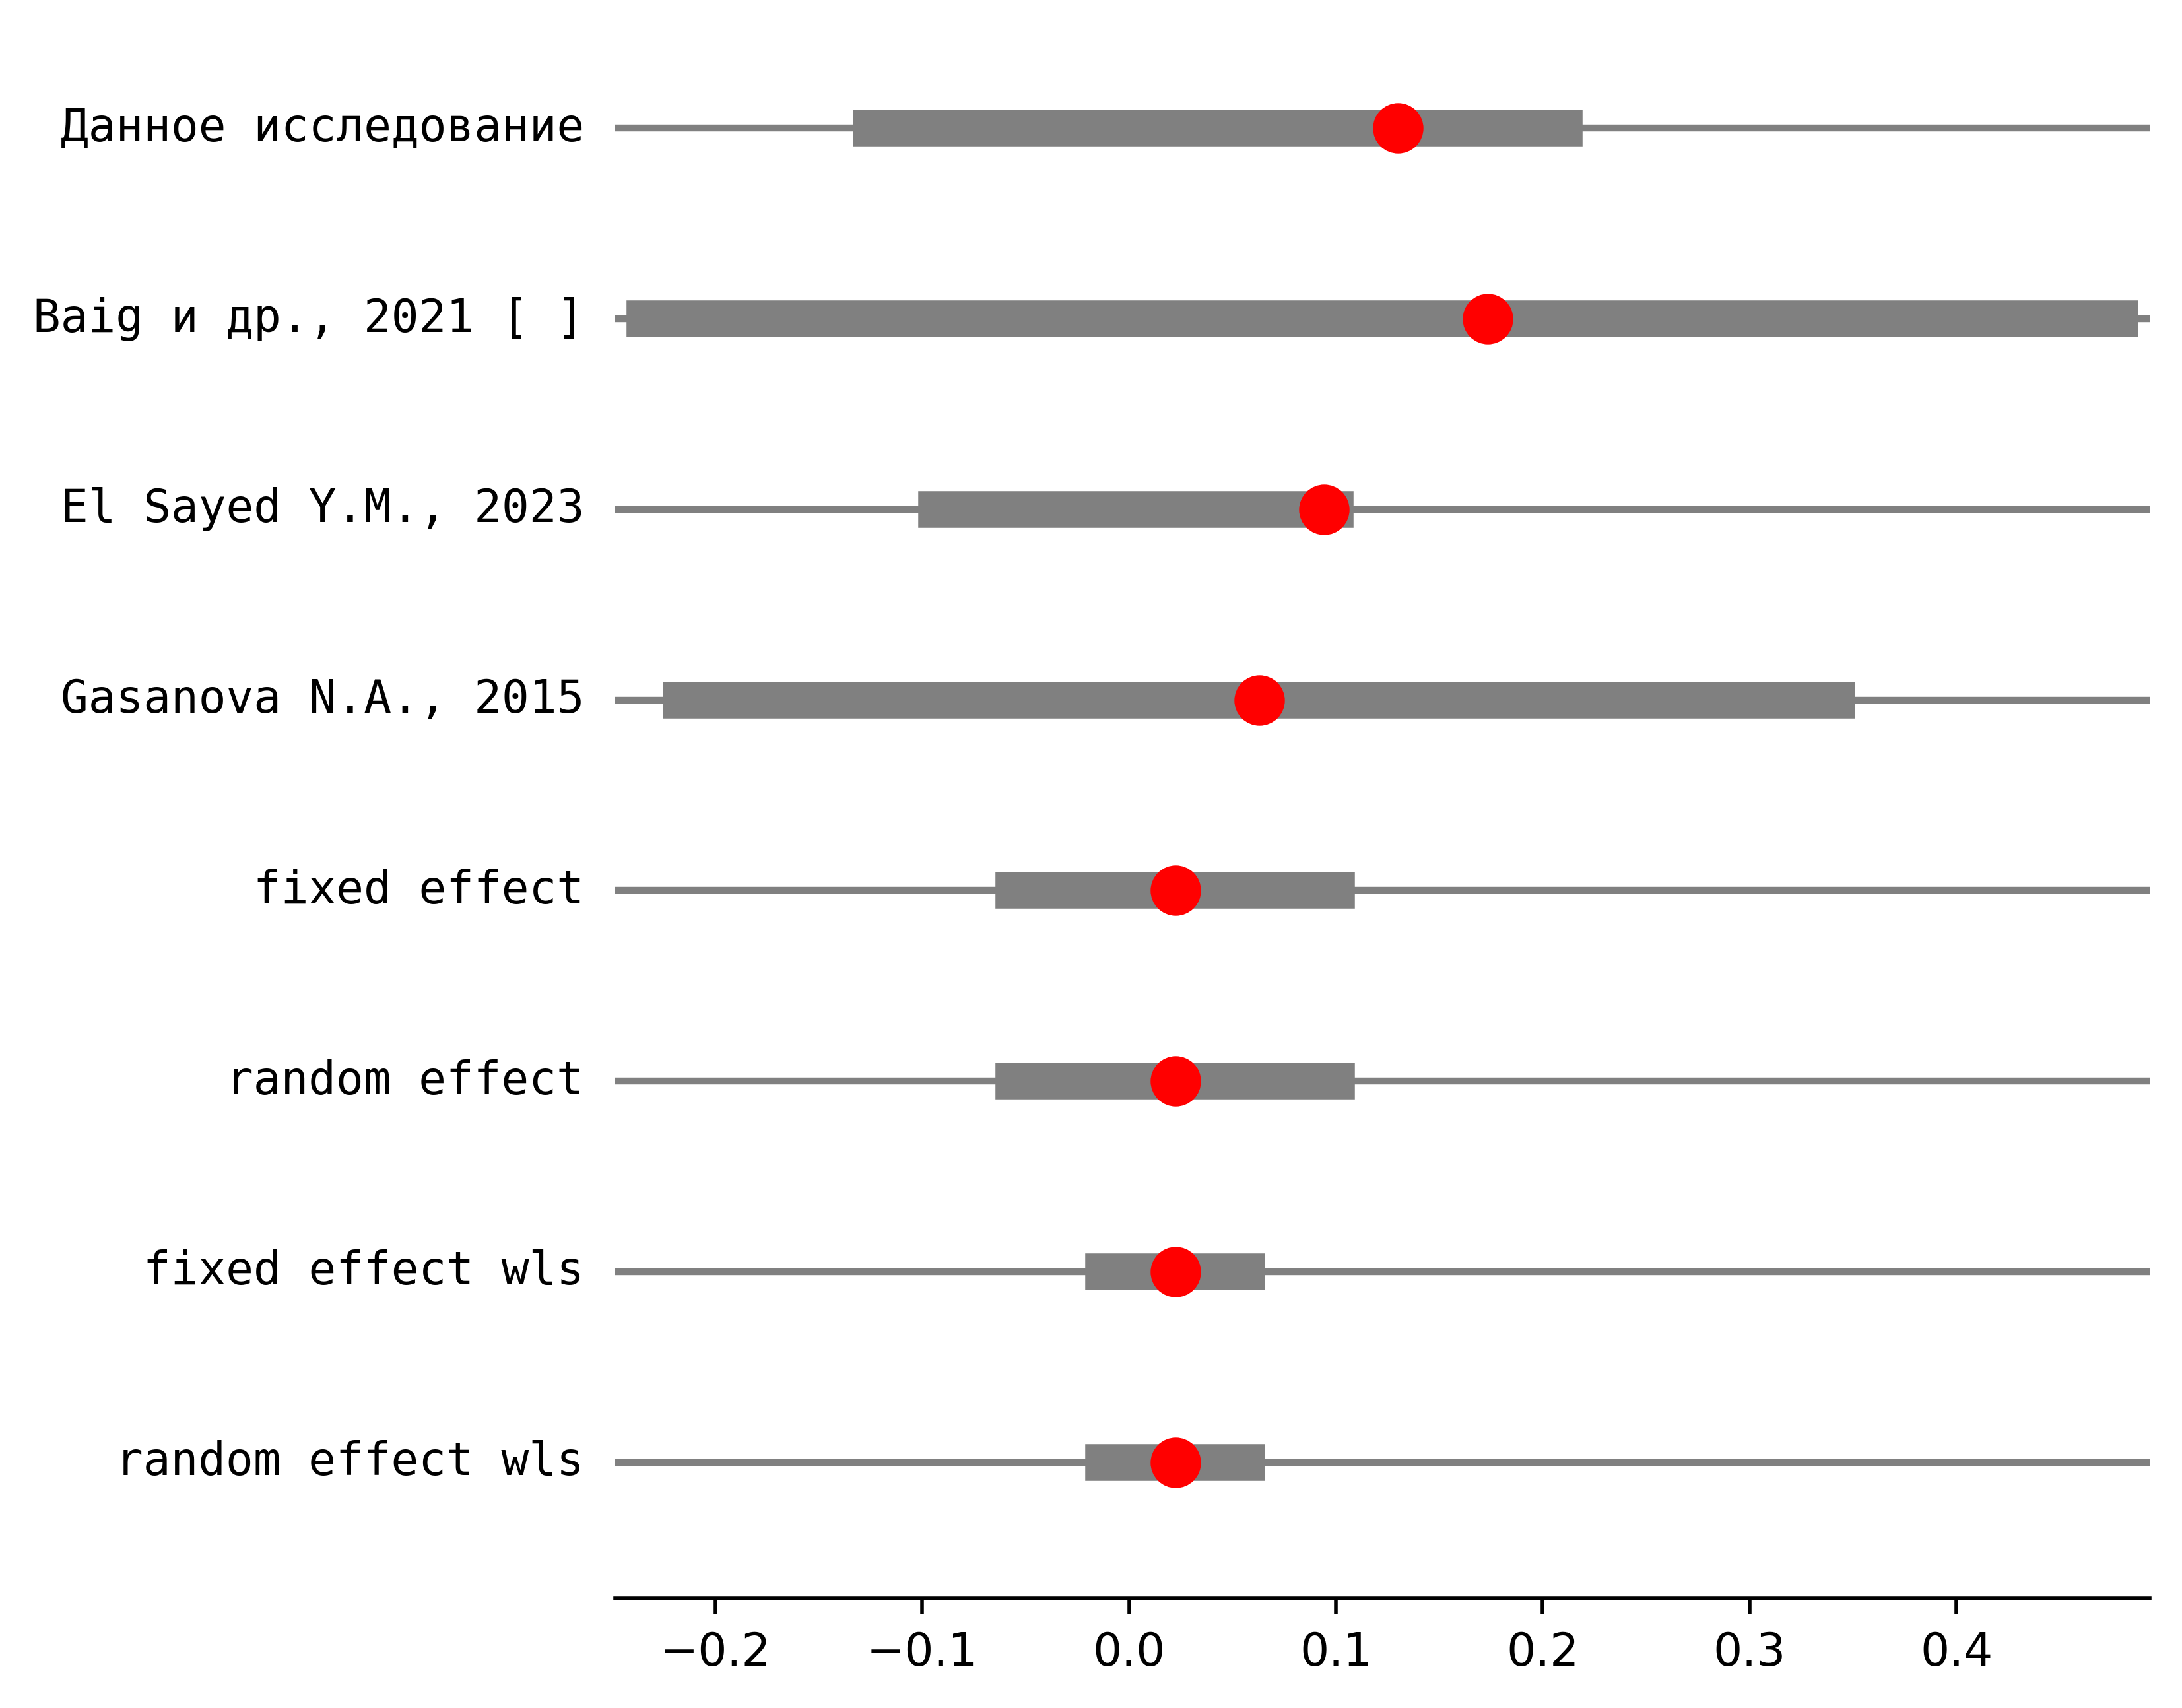 Данное исследование
Baig и др., 2021 [ ]
El Sayed Y.M., 2023
Gasanova N.A., 2015
fixed effect
random effect
fixed effect wls
random effect wls
−0.2 −0.1 0.0 0.1 0.2 0.3 0.4